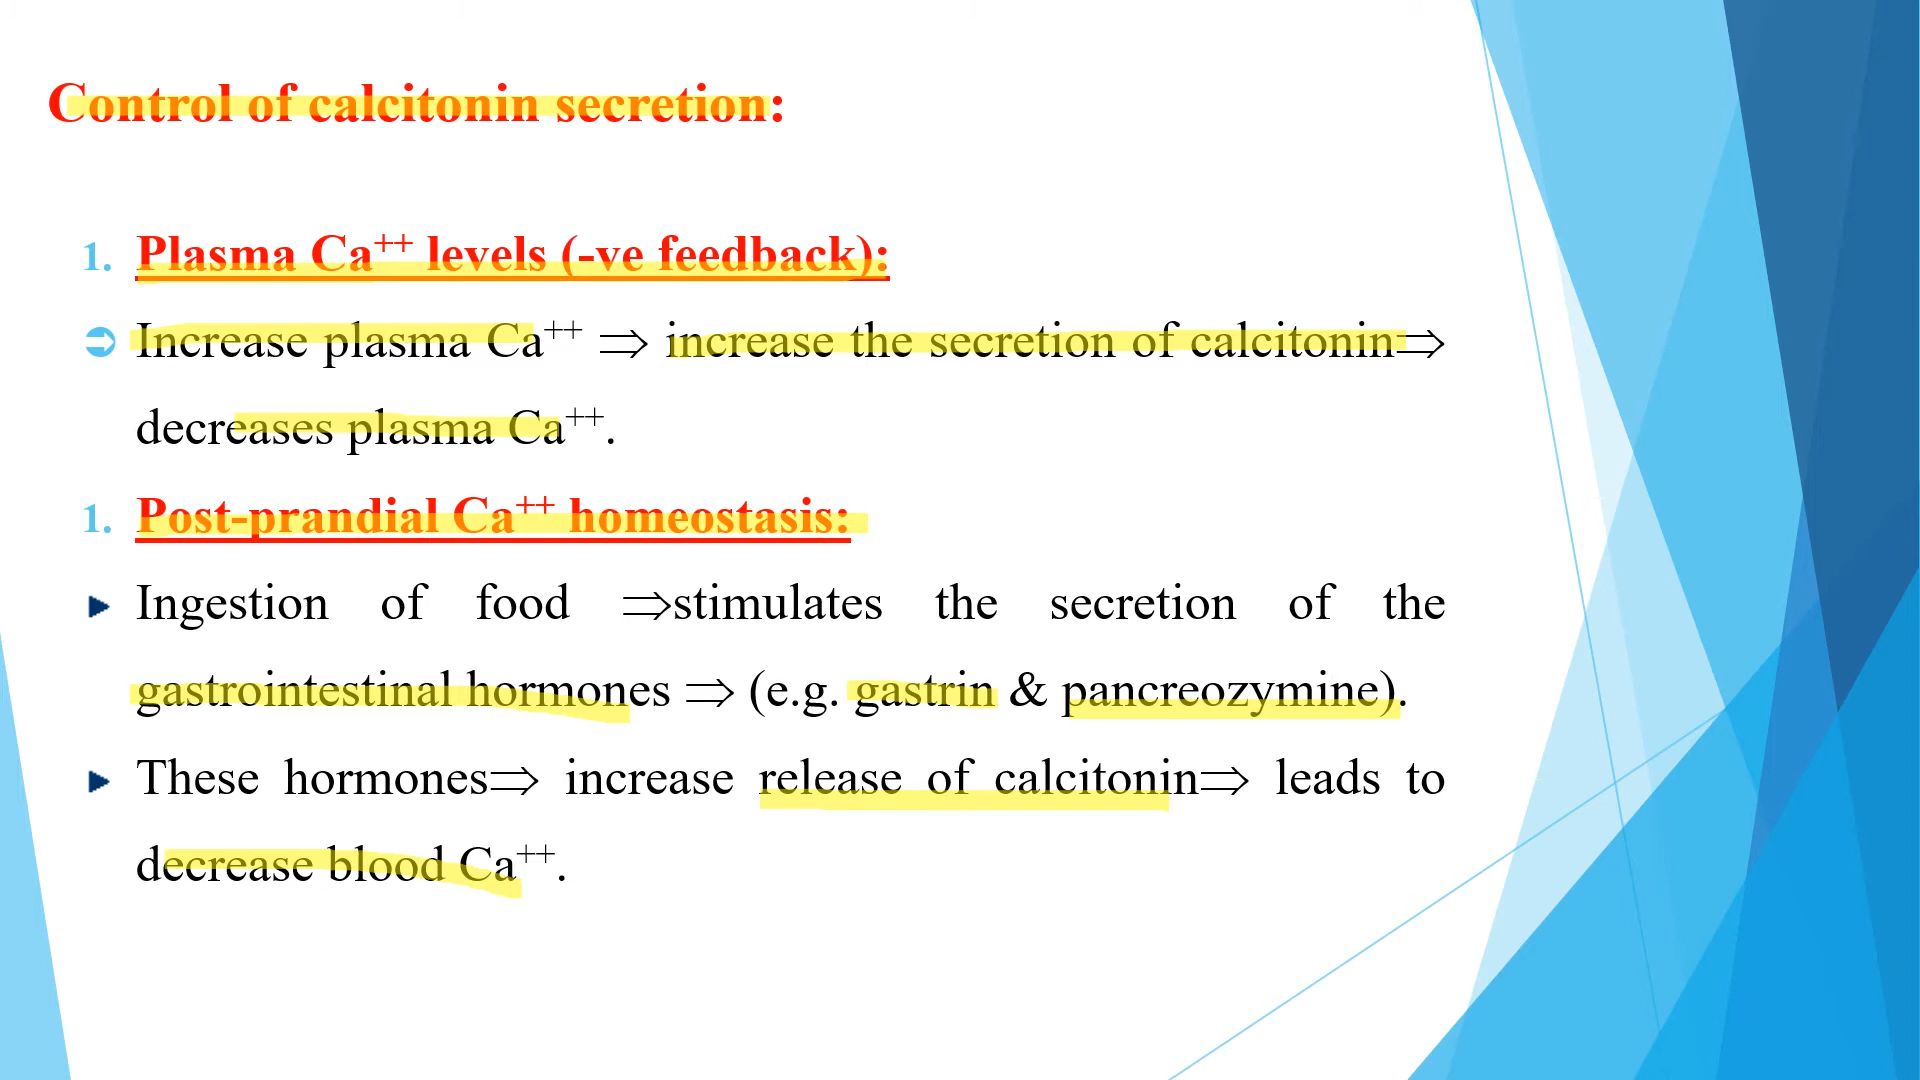 Control of calcitonin secretion:
1. Plasma Ca⁺⁺ levels (-ve feedback):
Increase plasma Ca⁺⁺ ⇒ increase the secretion of calcitonin⇒
decreases plasma Ca⁺⁺.
1. Post-prandial Ca⁺⁺ homeostasis:
Ingestion of food ⇒stimulates the secretion of the
gastrointestinal hormones ⇒ (e.g. gastrin & pancreozymine).
These hormones⇒ increase release of calcitonin⇒ leads to
decrease blood Ca⁺⁺.